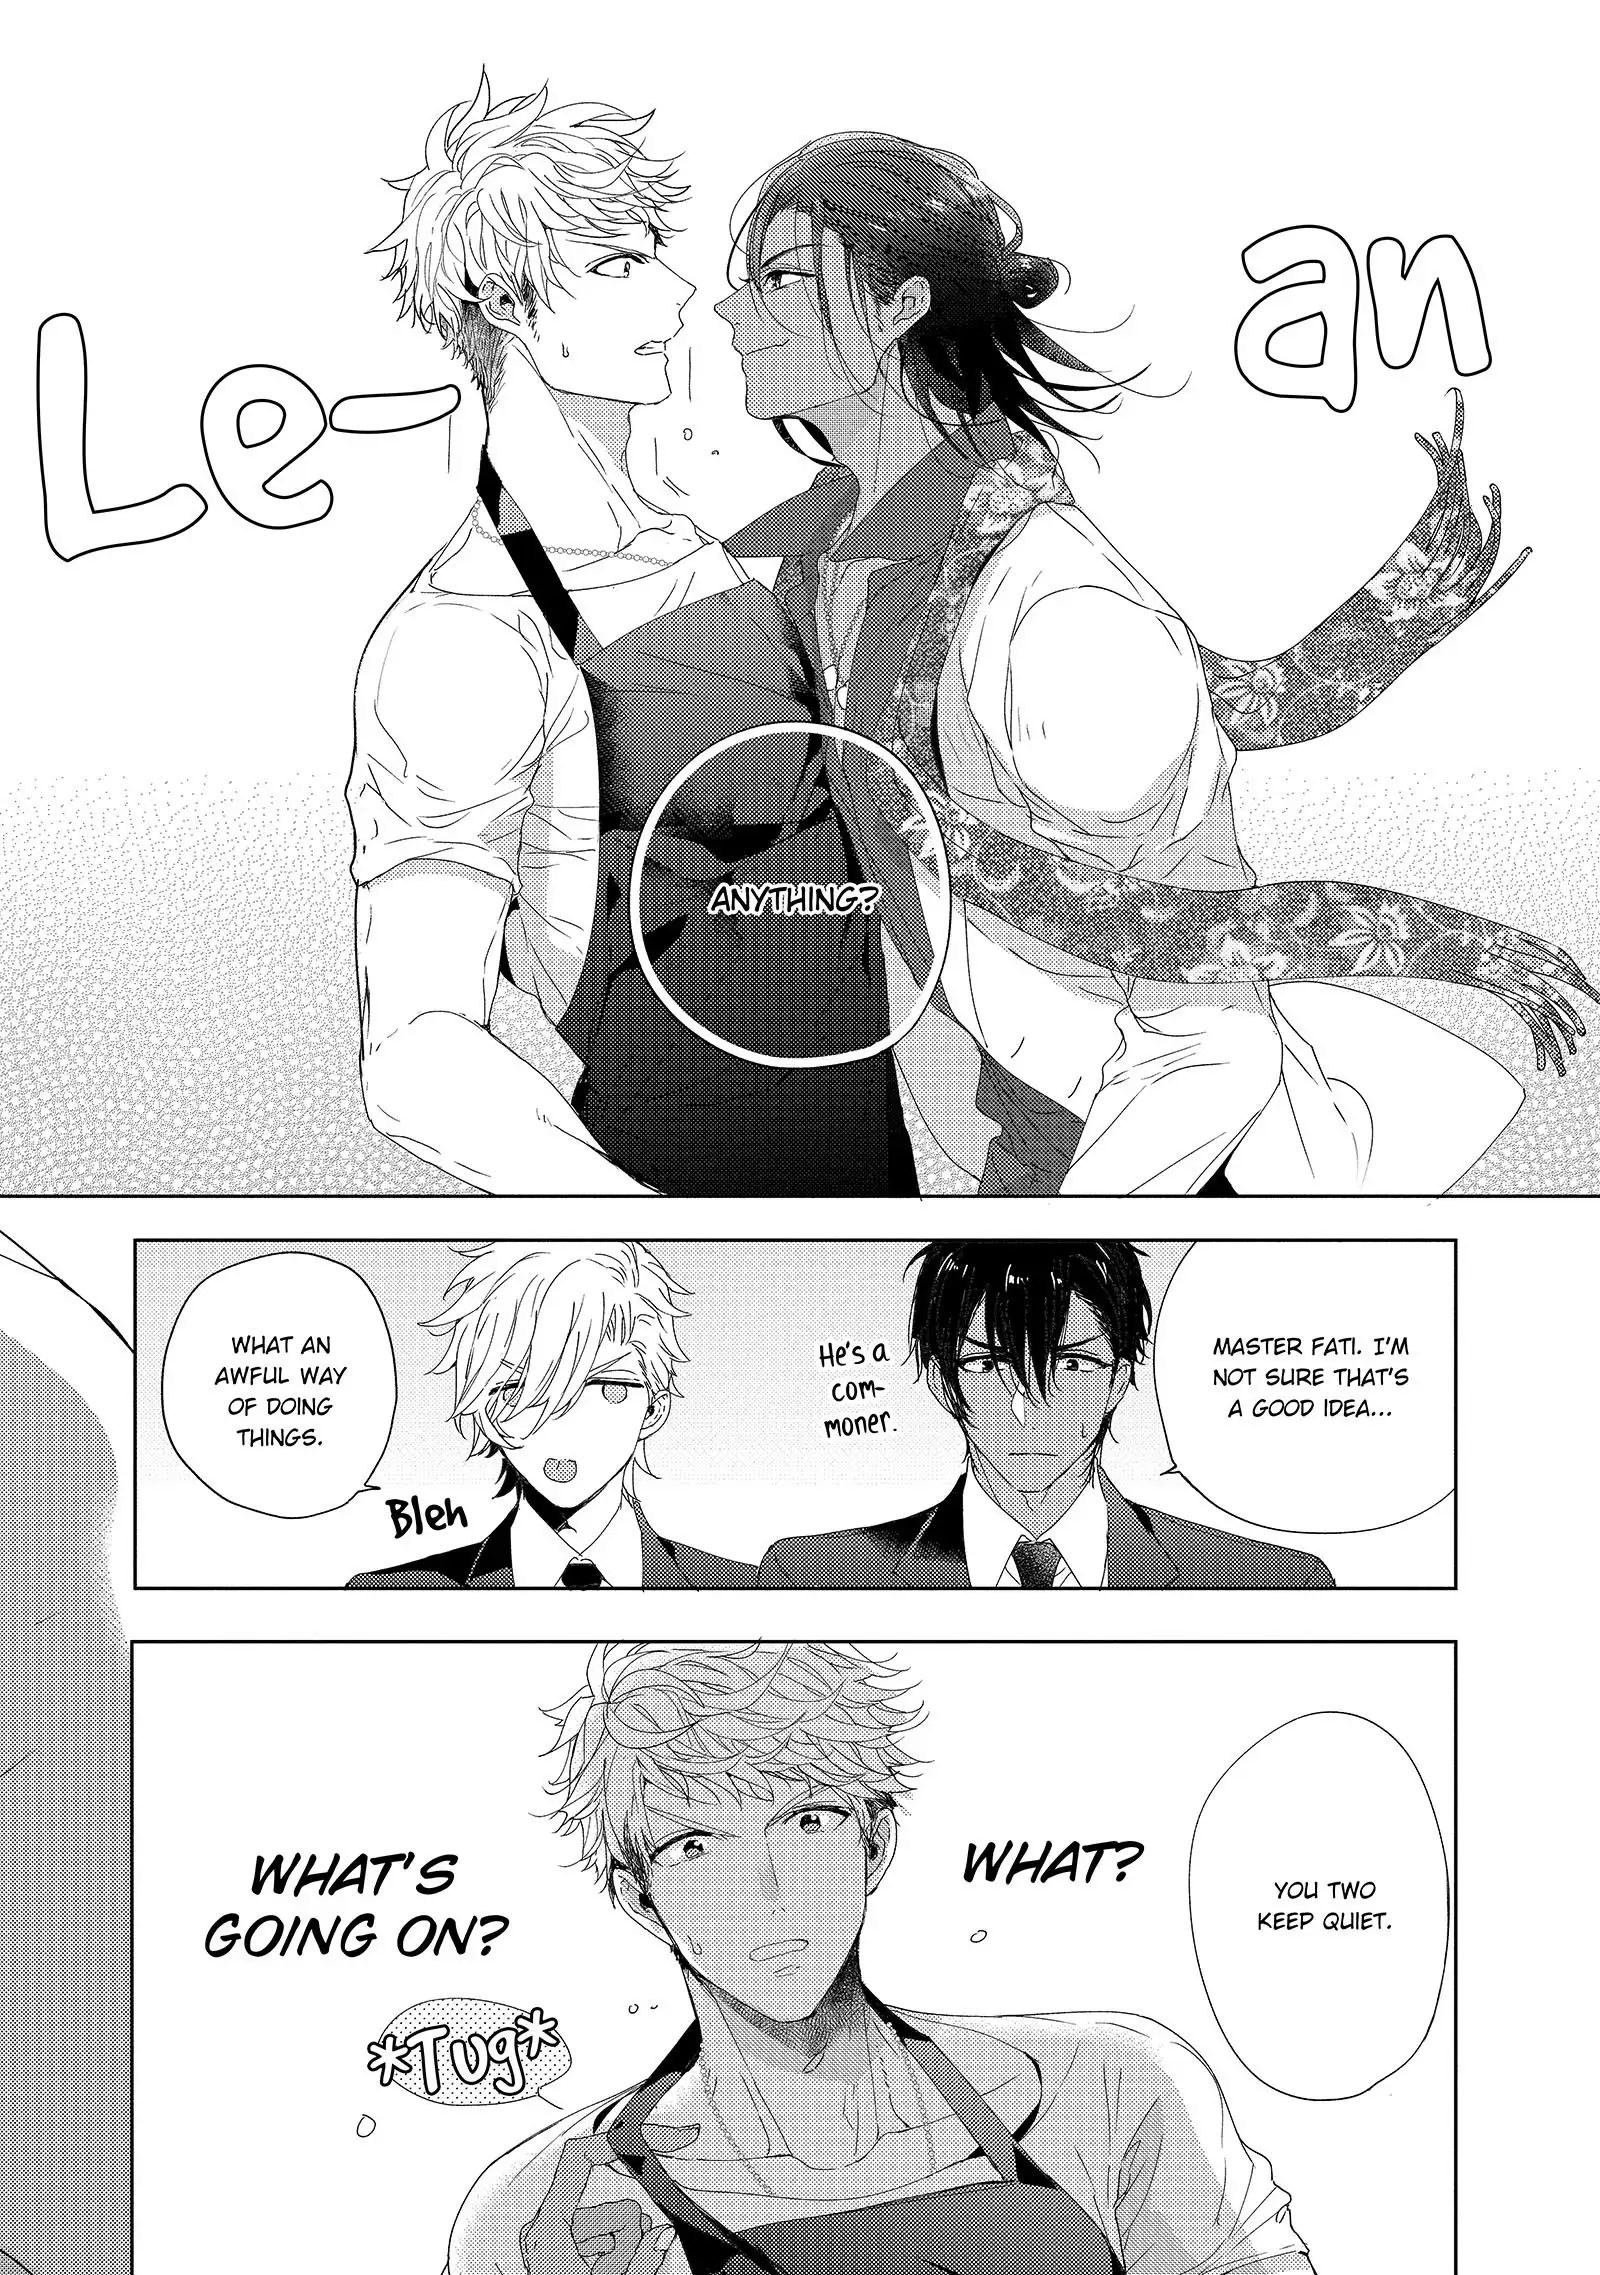 Le-
an
ANYTHING?
MASTER FATI. I'M
NOT SURE THAT'S
A GOOD IDEA...
He's a
com-
moner.
WHAT AN
AWFUL WAY
OF DOING
THINGS.
Bleh
YOU TWO
KEEP QUIET.
WHAT?
WHAT'S
GOING ON?
*Tug*